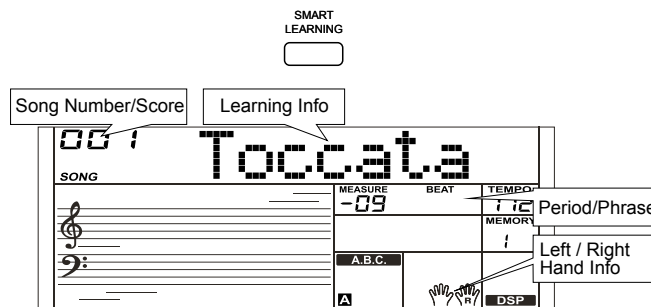 SMART
LEARNING
Song Number/Score
Learning Info
001
Toccata
SONG
MEASURE
BEAT
TEMPO
-09
Period/Phrase
MEMORY
1
Left / Right
Hand Info
A.B.C.
A
R
DSP